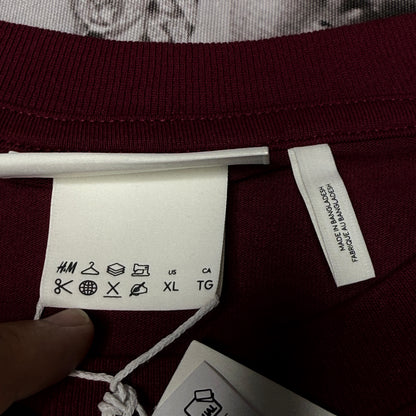 H&M
US
CA
XL
TG
MADE IN BANGLADESH
FABRIQUÉ AU BANGLADESH